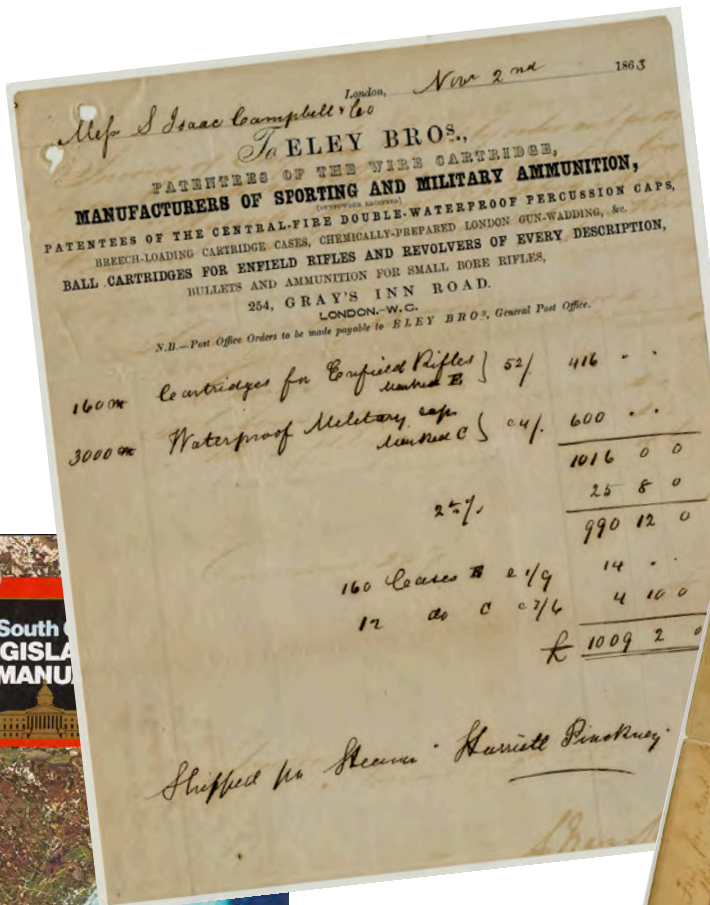 London, Nov 2nd 1863
Messrs S Isaac Campbell & Co
To ELEY BROS.,
PATENTEES OF THE WIRE CARTRIDGE,
MANUFACTURERS OF SPORTING AND MILITARY AMMUNITION,
(GUNPOWDER EXCEPTED)
PATENTEES OF THE CENTRAL-FIRE DOUBLE-WATERPROOF PERCUSSION CAPS,
BREECH-LOADING CARTRIDGE CASES, CHEMICALLY-PREPARED LONDON GUN-WADDING, &c.
BALL CARTRIDGES FOR ENFIELD RIFLES AND REVOLVERS OF EVERY DESCRIPTION,
BULLETS AND AMMUNITION FOR SMALL BORE RIFLES,
254, GRAY'S INN ROAD.
LONDON.-W.C.
N.B.—Post Office Orders to be made payable to ELEY BROS, General Post Office.
160 m Cartridges for Enfield Rifles } 52/ 416 . .
Marked B
3000 m Waterproof Military caps } c 4/. 600 . .
Marked C
1016 0 0
2½ % 25 8 0
990 12 0
160 Cases B c 1/9 14 . .
12 do C c 7/6 4 10 0
£ 1009 2 0
Shipped per Steamer "Harriett Pinckney"
South
GISLA
MANU